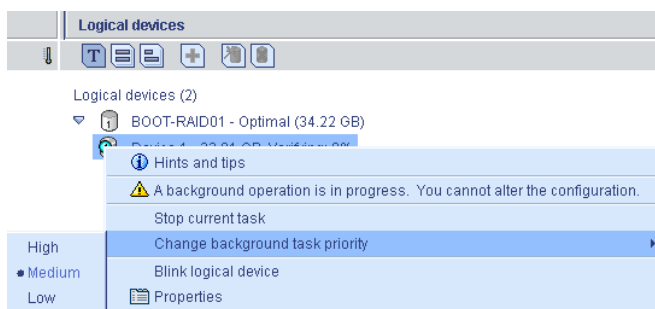 Logical devices
T
Logical devices (2)
1 BOOT-RAID01 - Optimal (34.22 GB)
Hints and tips
A background operation is in progress. You cannot alter the configuration.
Stop current task
Change background task priority
High
Medium
Low
Blink logical device
Properties